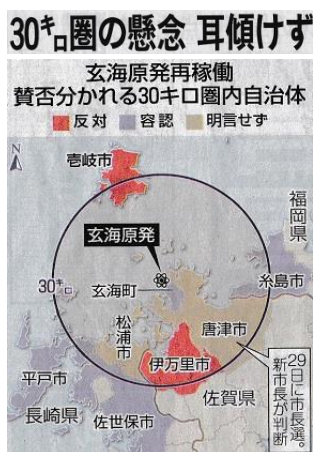 30㌔圏の懸念 耳傾けず
玄海原発再稼働
賛否分かれる30キロ圏内自治体
反対 容認 明言せず
N
壱岐市
福岡県
玄海原発
30㌔
玄海町
糸島市
松浦市
唐津市
伊万里市
平戸市
佐賀県
長崎県
佐世保市
29日に市長選。
新市長が判断